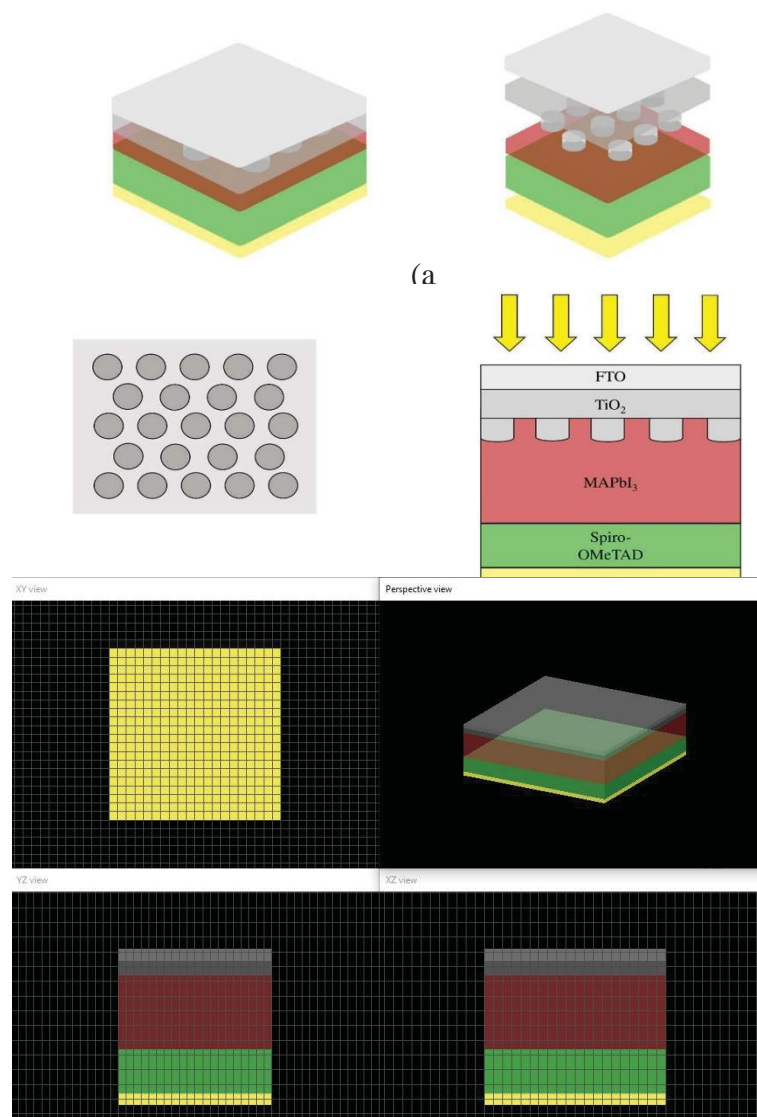 (a
FTO
TiO₂
MAPbI₃
Spiro-
OMeTAD
XY view
Perspective view
YZ view
XZ view